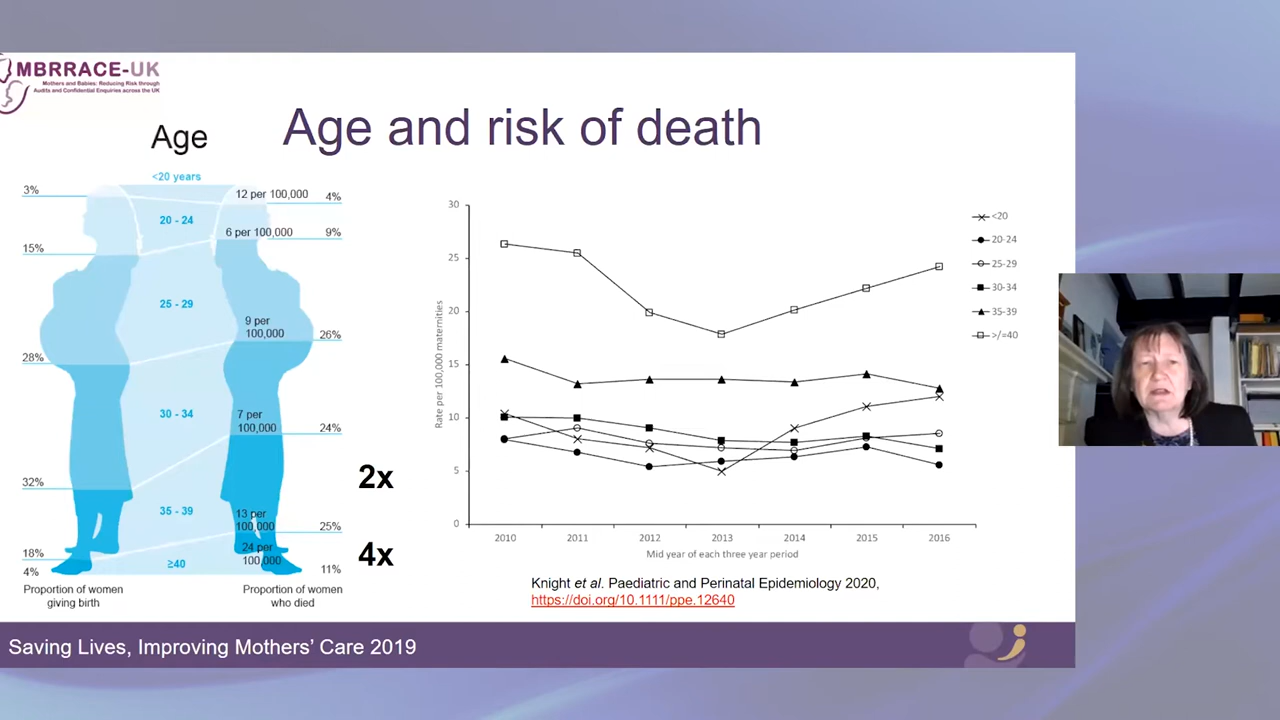 MBRRACE-UK
Mothers and Babies: Reducing Risk through
Audits and Confidential Enquiries across the UK
Age and risk of death
Age
<20 years
3%
12 per 100,000
4%
20 - 24
6 per 100,000
9%
15%
25 - 29
9 per
100,000
26%
28%
30 - 34
7 per
100,000
24%
32%
35 - 39
13 per
100,000
25%
18%
24 per
100,000
≥40
4%
11%
Proportion of women
giving birth
Proportion of women
who died
2x
4x
Rate per 100,000 maternities
30
25
20
15
10
5
0
2010
2011
2012
2013
2014
2015
2016
Mid year of each three year period
<20
20-24
25-29
30-34
35-39
>/=40
Knight et al. Paediatric and Perinatal Epidemiology 2020,
https://doi.org/10.1111/ppe.12640
Saving Lives, Improving Mothers’ Care 2019